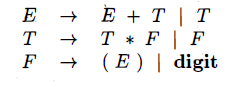 E → E + T | T
T → T * F | F
F → ( E ) | digit